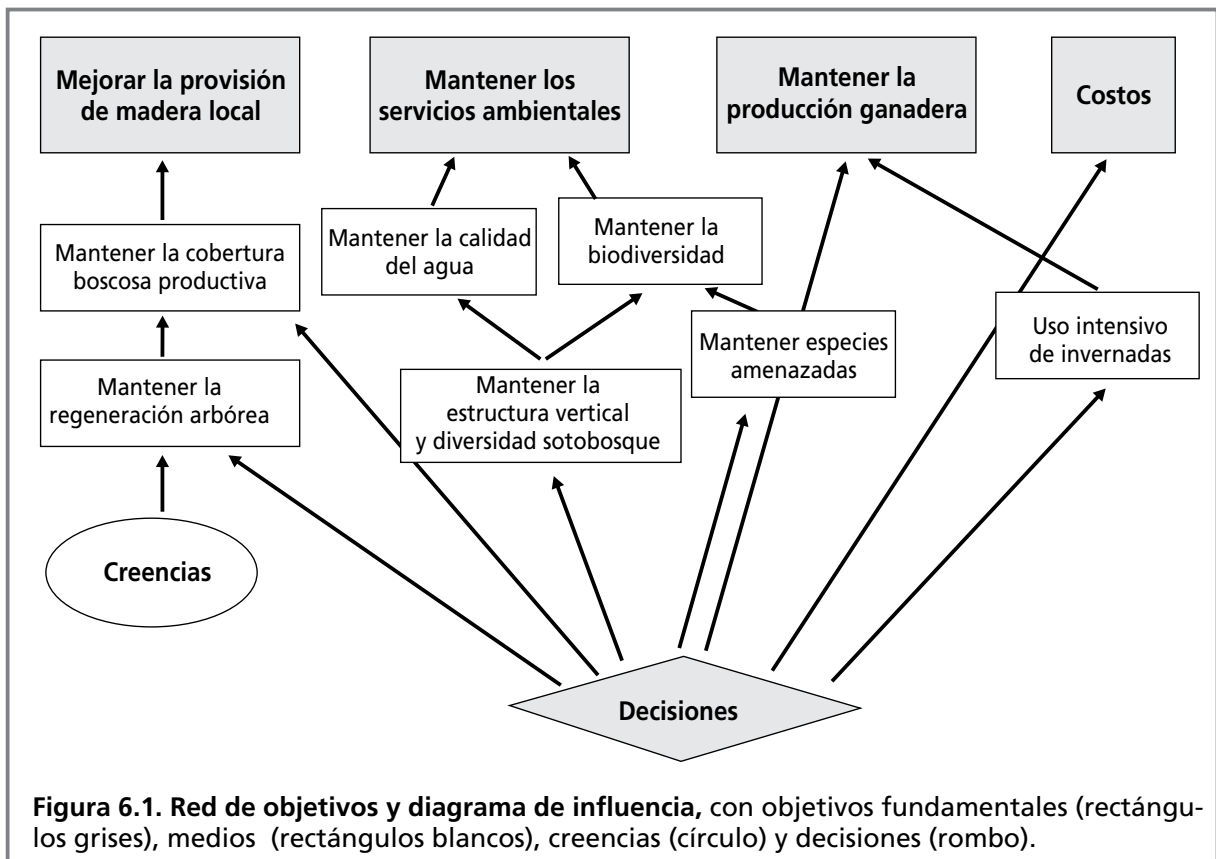 Mejorar la provisión
de madera local
Mantener los
servicios ambientales
Mantener la
producción ganadera
Costos
Mantener la cobertura
boscosa productiva
Mantener la calidad
del agua
Mantener la
biodiversidad
Mantener la
regeneración arbórea
Mantener la
estructura vertical
y diversidad sotobosque
Mantener especies
amenazadas
Uso intensivo
de invernadas
Creencias
Decisiones
Figura 6.1. Red de objetivos y diagrama de influencia, con objetivos fundamentales (rectángu-
los grises), medios (rectángulos blancos), creencias (círculo) y decisiones (rombo).